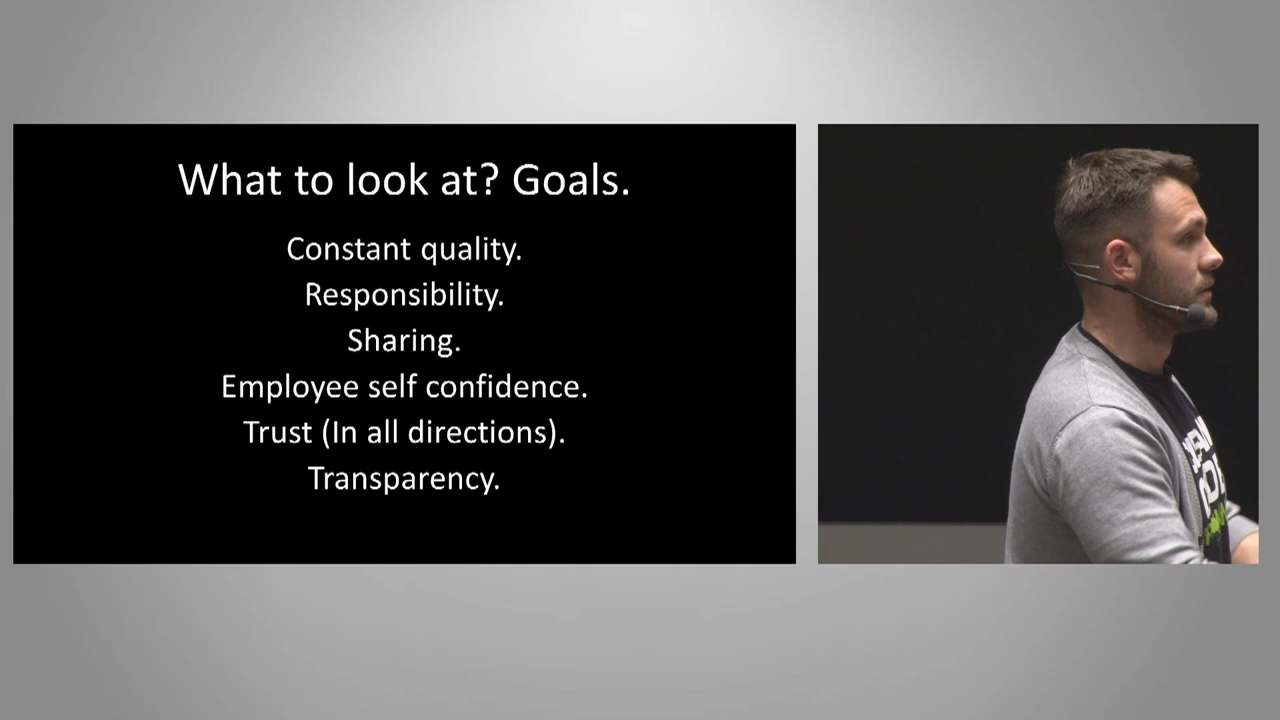 What to look at? Goals.
Constant quality.
Responsibility.
Sharing.
Employee self confidence.
Trust (In all directions).
Transparency.